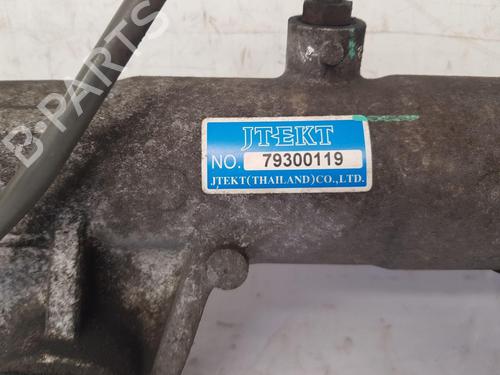 B-PARTS
JTEKT
NO. 79300119
JTEKT(THAILAND)CO.,LTD.